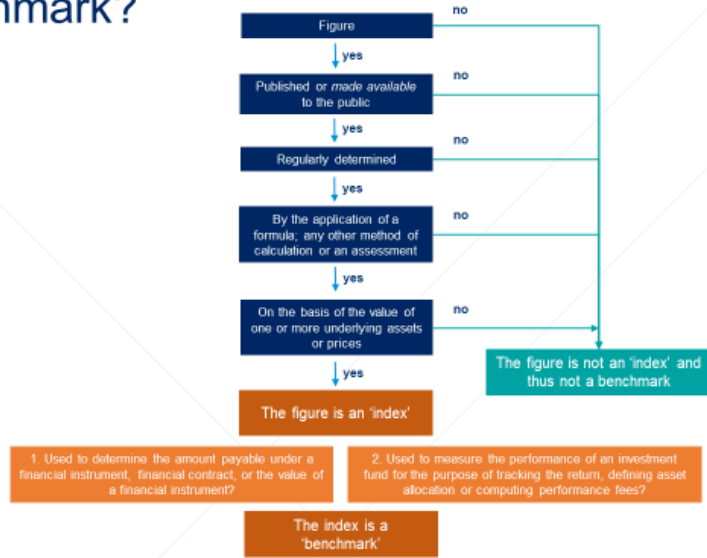 nmark?
Figure
no
yes
Published or made available
to the public
no
yes
Regularly determined
no
yes
By the application of a
formula; any other method of
calculation or an assessment
no
yes
On the basis of the value of
one or more underlying assets
or prices
no
yes
The figure is not an 'index' and
thus not a benchmark
The figure is an 'index'
1. Used to determine the amount payable under a
financial instrument, financial contract, or the value of
a financial instrument?
2. Used to measure the performance of an investment
fund for the purpose of tracking the return, defining asset
allocation or computing performance fees?
The index is a
'benchmark'